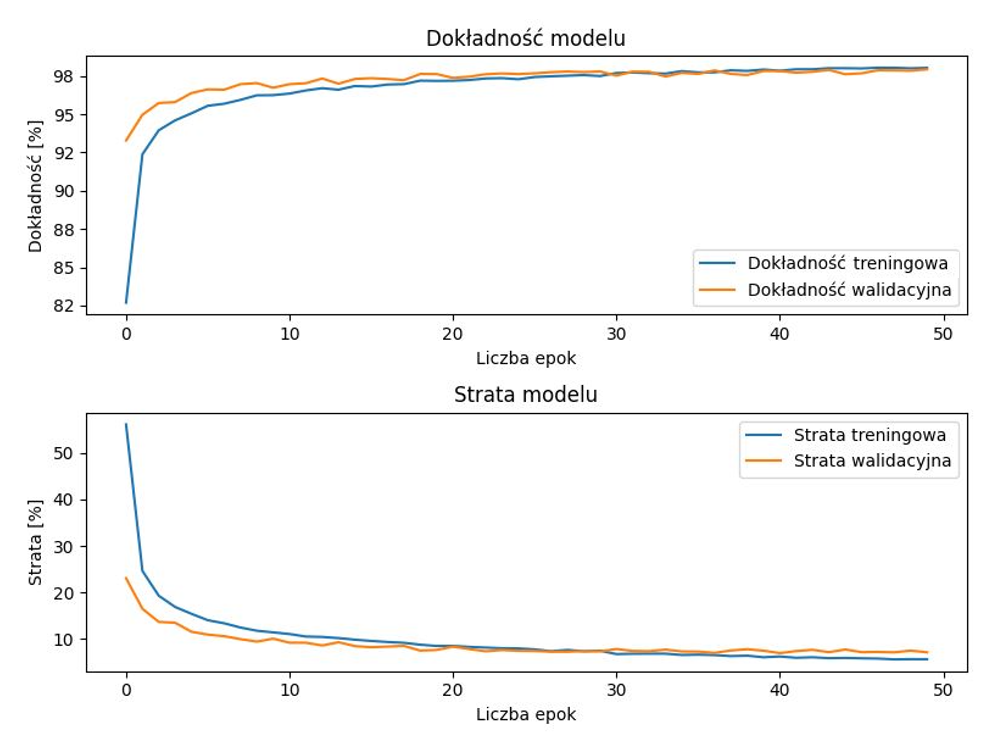 Dokładność modelu
Dokładność [%]
98
95
92
90
88
85
82
Dokładność treningowa
Dokładność walidacyjna
0 10 20 30 40 50
Liczba epok
Strata modelu
Strata [%]
50
40
30
20
10
Strata treningowa
Strata walidacyjna
0 10 20 30 40 50
Liczba epok